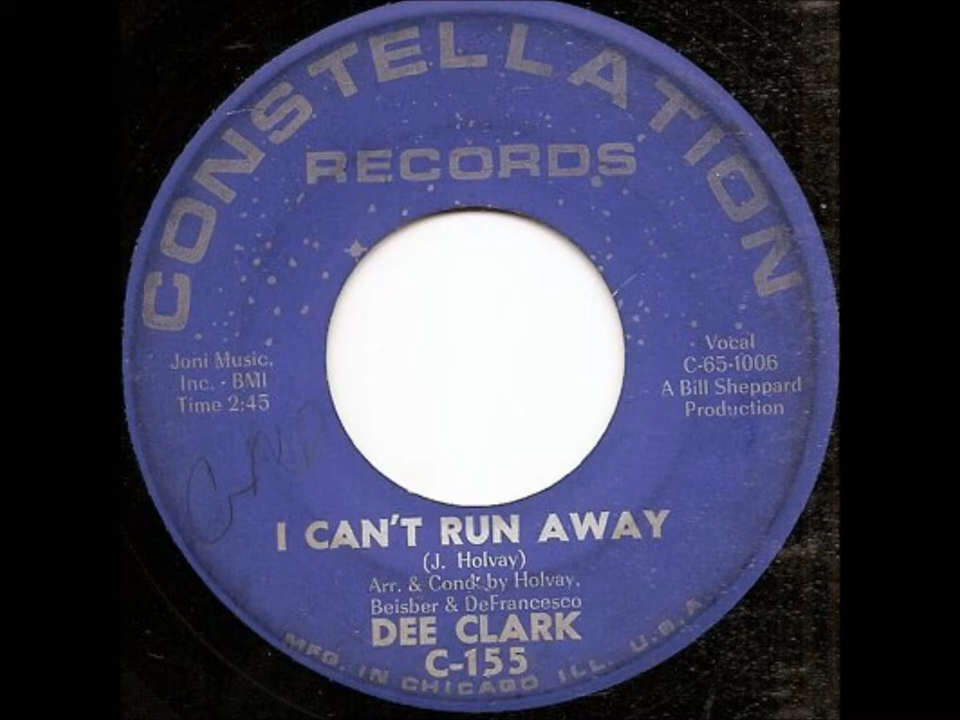 CONSTELLATION
RECORDS
Joni Music,
Inc. - BMI
Time 2:45
Vocal
C-65-1006
A Bill Sheppard
Production
I CAN'T RUN AWAY
(J. Holvay)
Arr. & Cond. by Holvay,
Beisber & DeFrancesco
DEE CLARK
C-155
MFG. IN CHICAGO ILL. U.S.A.